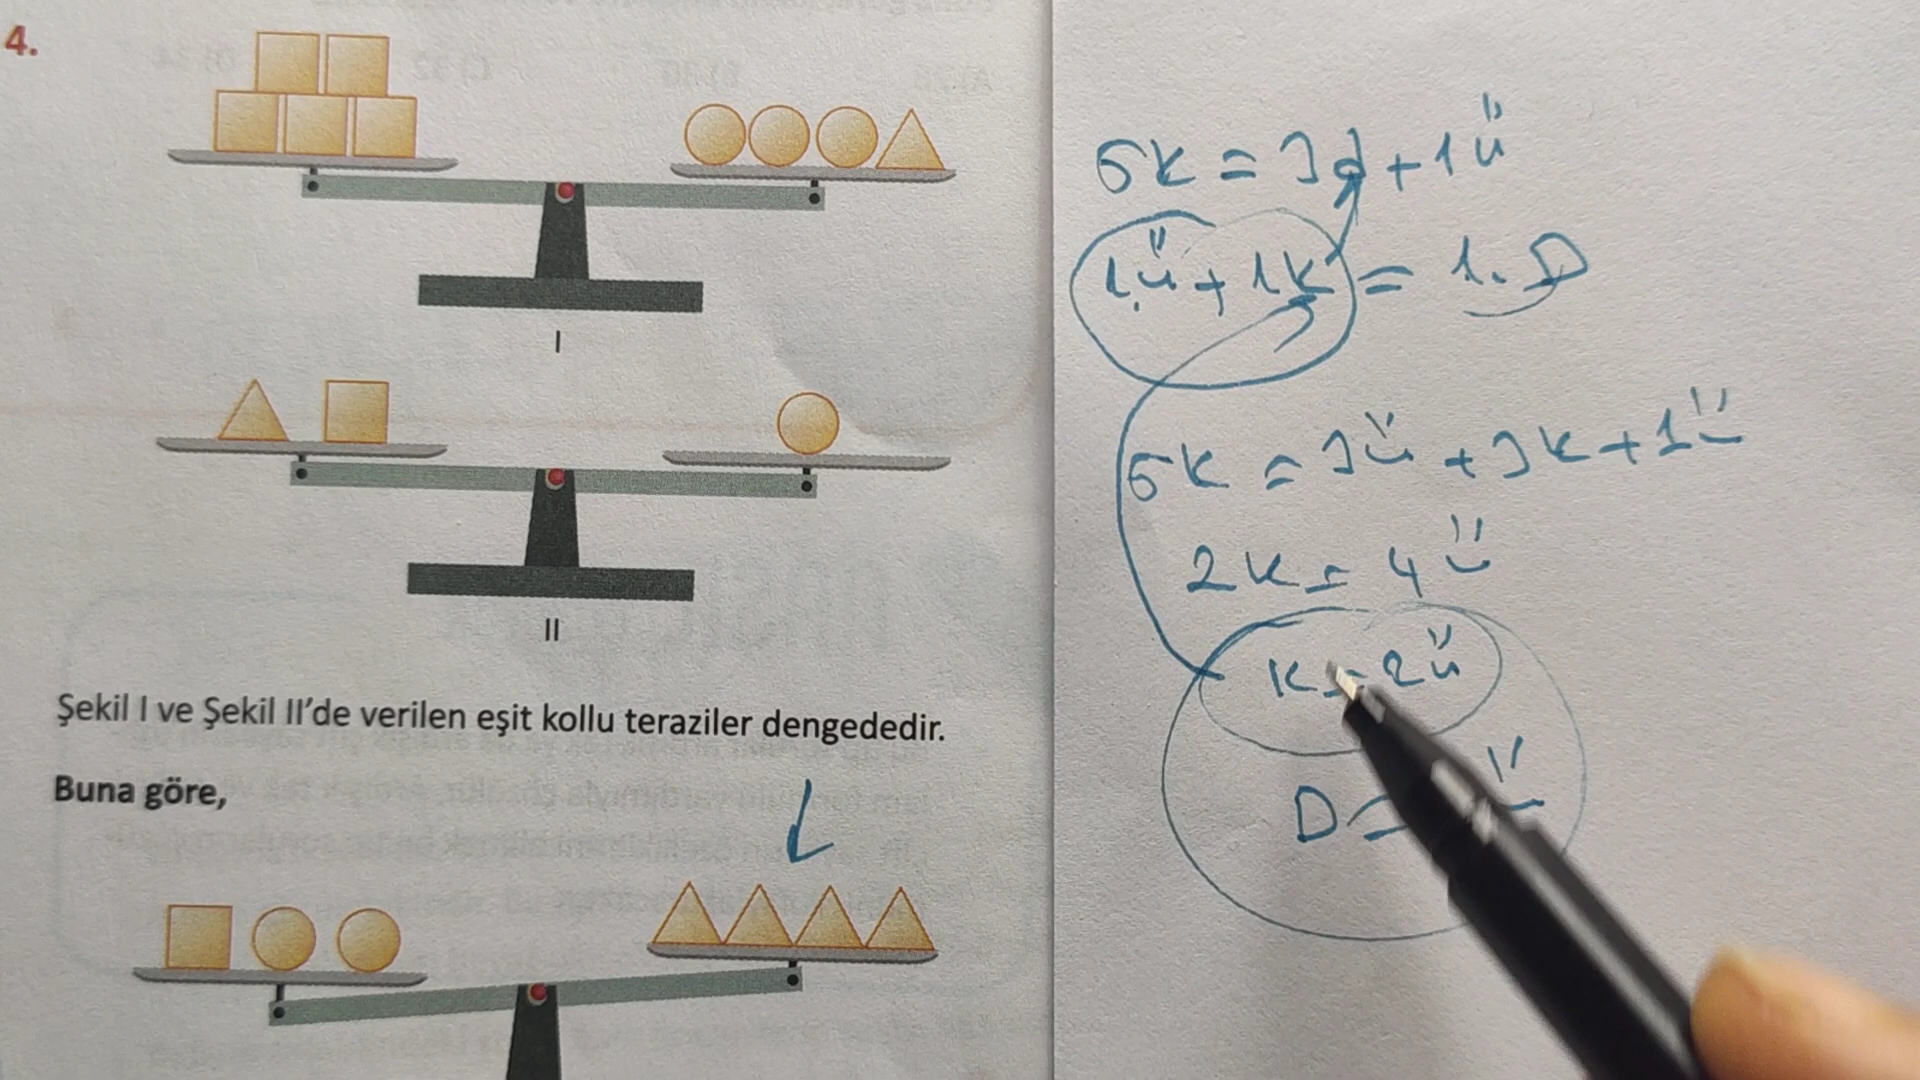 4.
I
II
Şekil I ve Şekil II'de verilen eşit kollu teraziler dengededir.
Buna göre,
5k = 3d + 1ü
1ü + 1k = 1.D
5k = 3ü + 3k + 1ü
2k = 4ü
k = 2ü
D =